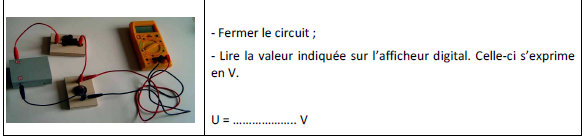 - Fermer le circuit ;
- Lire la valeur indiquée sur l’afficheur digital. Celle-ci s’exprime
en V.
U = ……………….. V